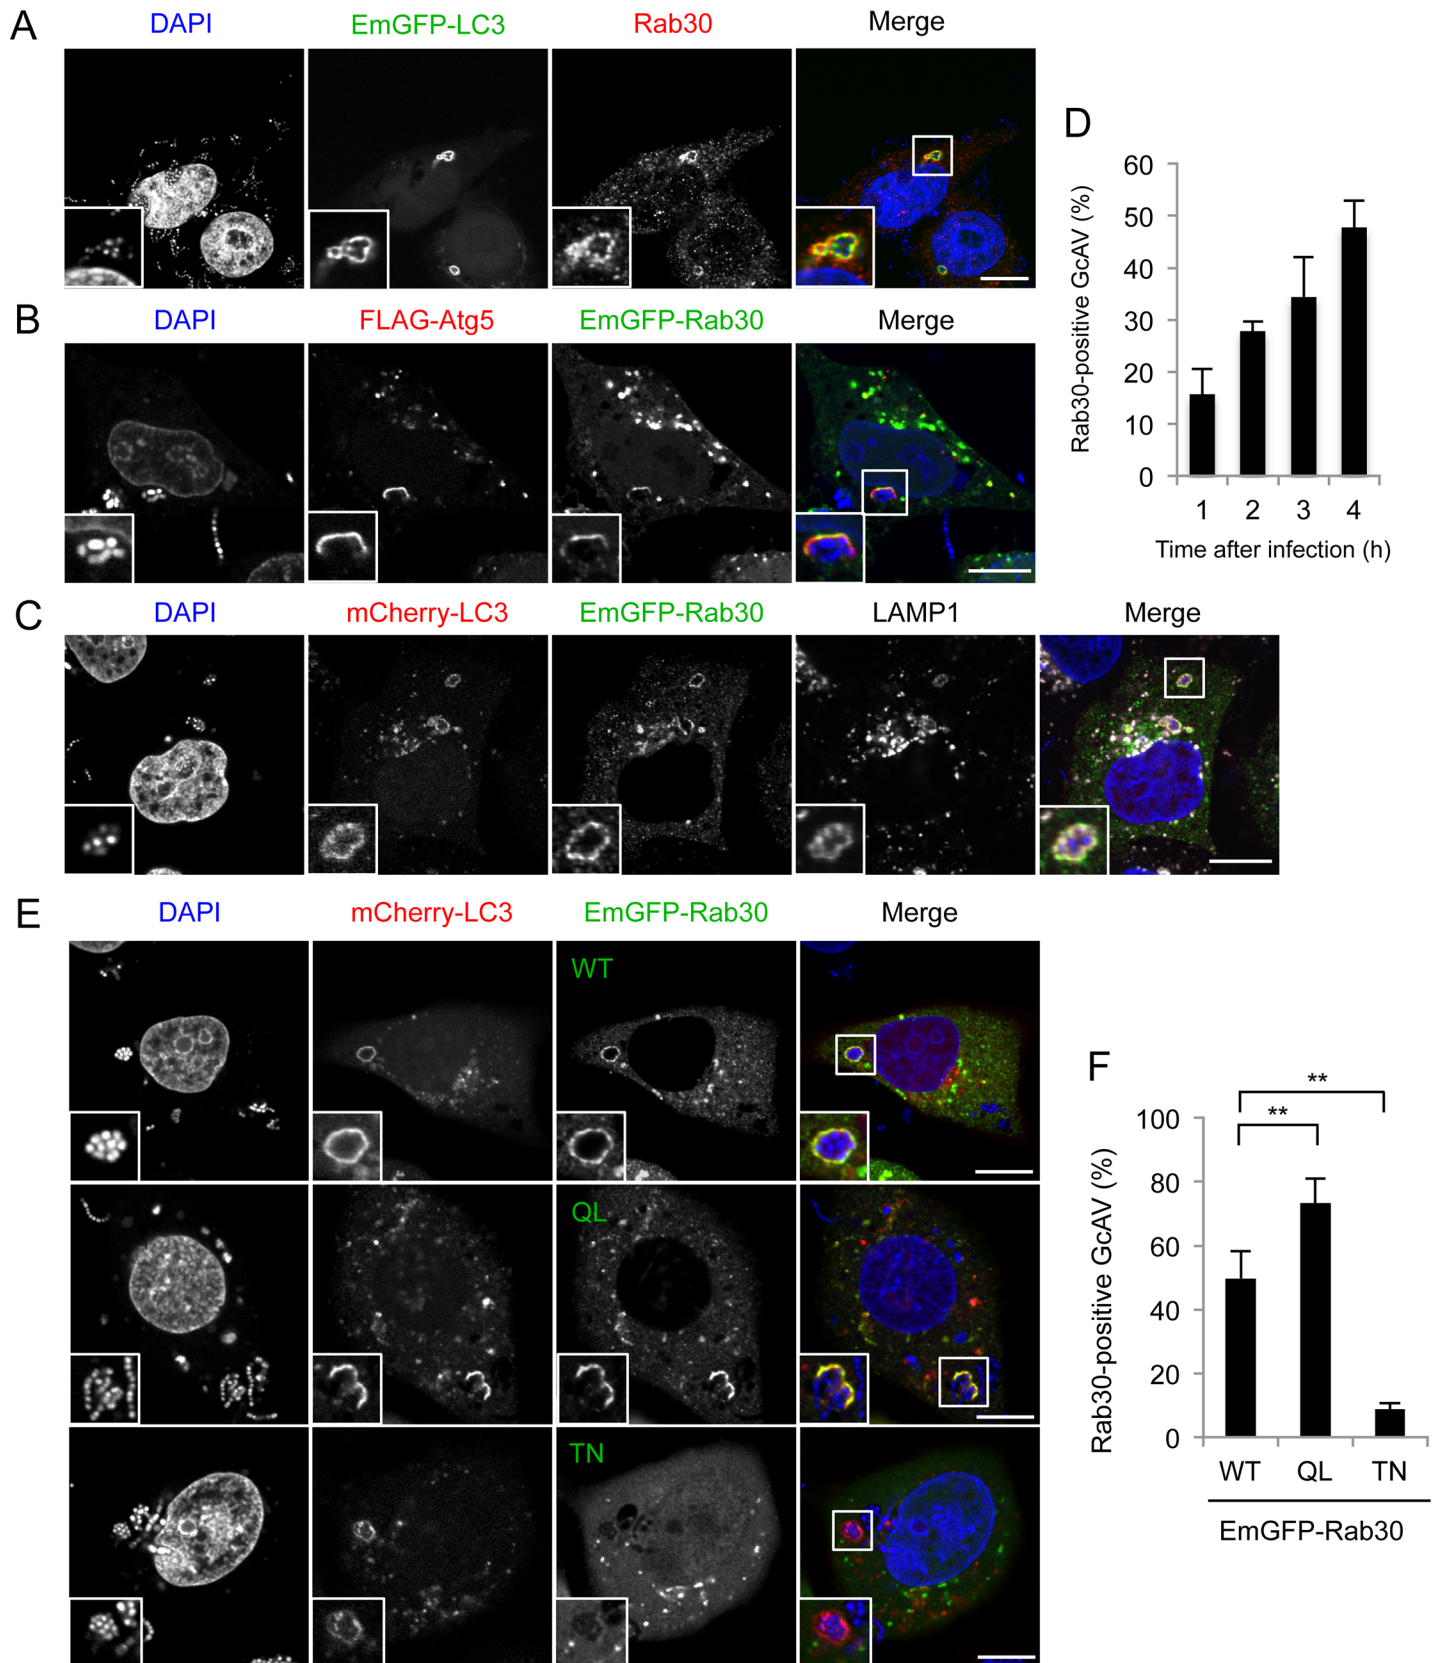 A
DAPI EmGFP-LC3 Rab30 Merge
B
DAPI FLAG-Atg5 EmGFP-Rab30 Merge
C
DAPI mCherry-LC3 EmGFP-Rab30 LAMP1 Merge
D
Rab30-positive GcAV (%)
60
50
40
30
20
10
0
1 2 3 4
Time after infection (h)
E
DAPI mCherry-LC3 EmGFP-Rab30 Merge
WT
QL
TN
F
Rab30-positive GcAV (%)
**
**
100
80
60
40
20
0
WT QL TN
EmGFP-Rab30